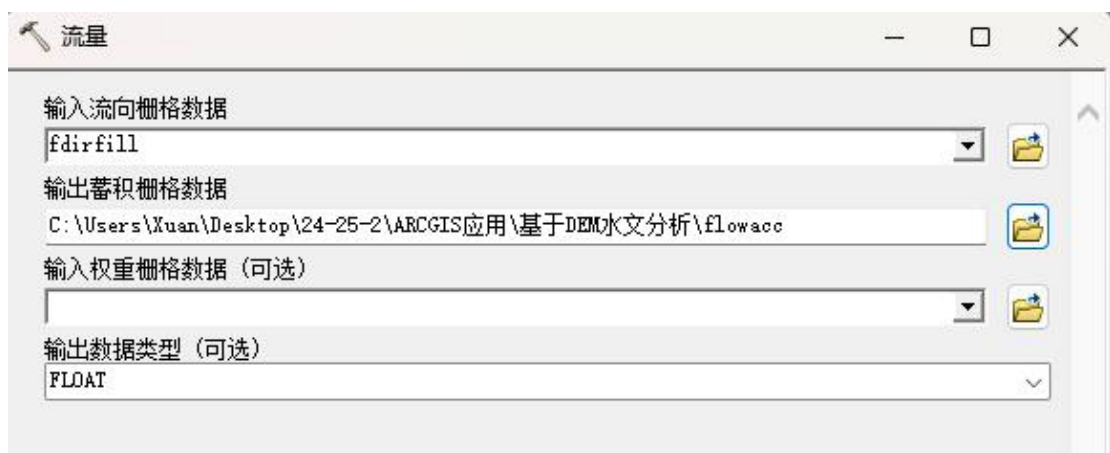 流量
输入流向栅格数据
fdirfill
输出蓄积栅格数据
C:\Users\Xuan\Desktop\24-25-2\ARCGIS应用\基于DEM水文分析\flowacc
输入权重栅格数据 (可选)
输出数据类型 (可选)
FLOAT